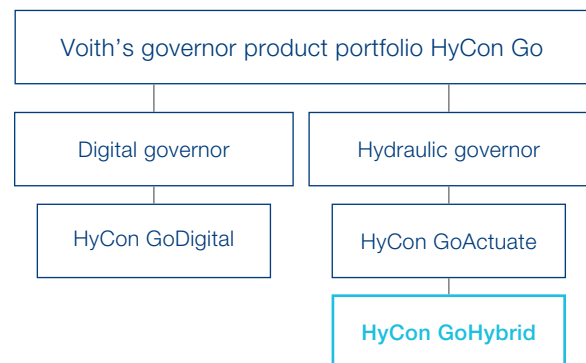 Voith’s governor product portfolio HyCon Go
Digital governor
Hydraulic governor
HyCon GoDigital
HyCon GoActuate
HyCon GoHybrid